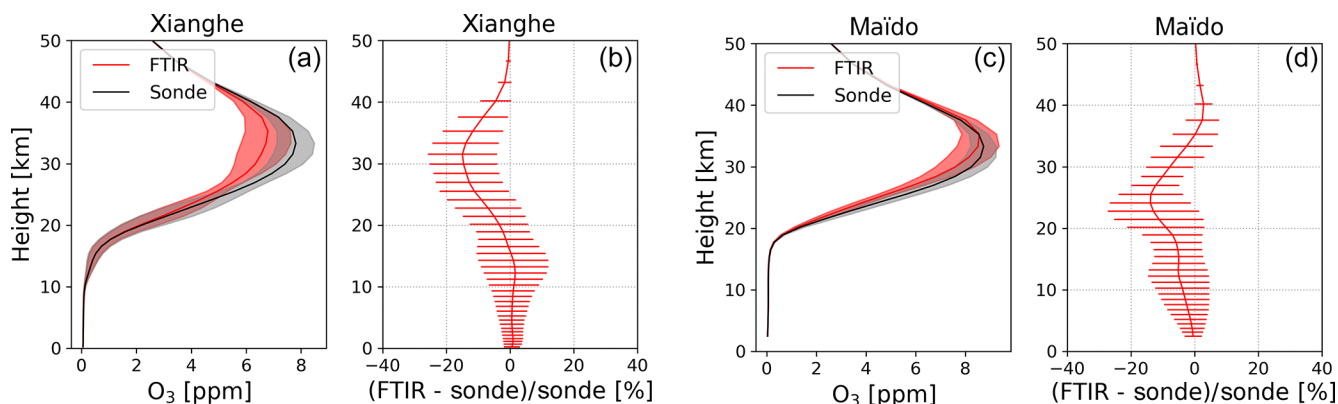 Xianghe
(a)
FTIR
Sonde
Height [km]
50
40
30
20
10
0
0 2 4 6 8
O₃ [ppm]
Xianghe
(b)
50
40
30
20
10
0
−40 −20 0 20 40
(FTIR - sonde)/sonde [%]
Maïdo
(c)
FTIR
Sonde
Height [km]
50
40
30
20
10
0
0 2 4 6 8
O₃ [ppm]
Maïdo
(d)
50
40
30
20
10
0
−40 −20 0 20 40
(FTIR - sonde)/sonde [%]